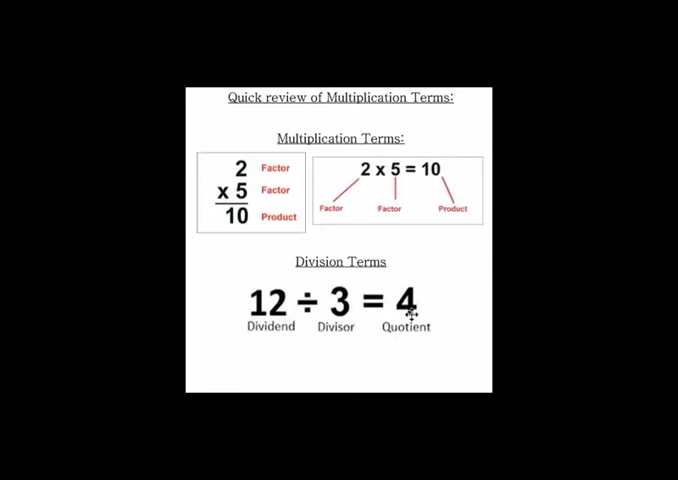 Quick review of Multiplication Terms:
Multiplication Terms:
2 Factor
x 5 Factor
10 Product
2 x 5 = 10
Factor Factor Product
Division Terms
12 ÷ 3 = 4
Dividend Divisor Quotient